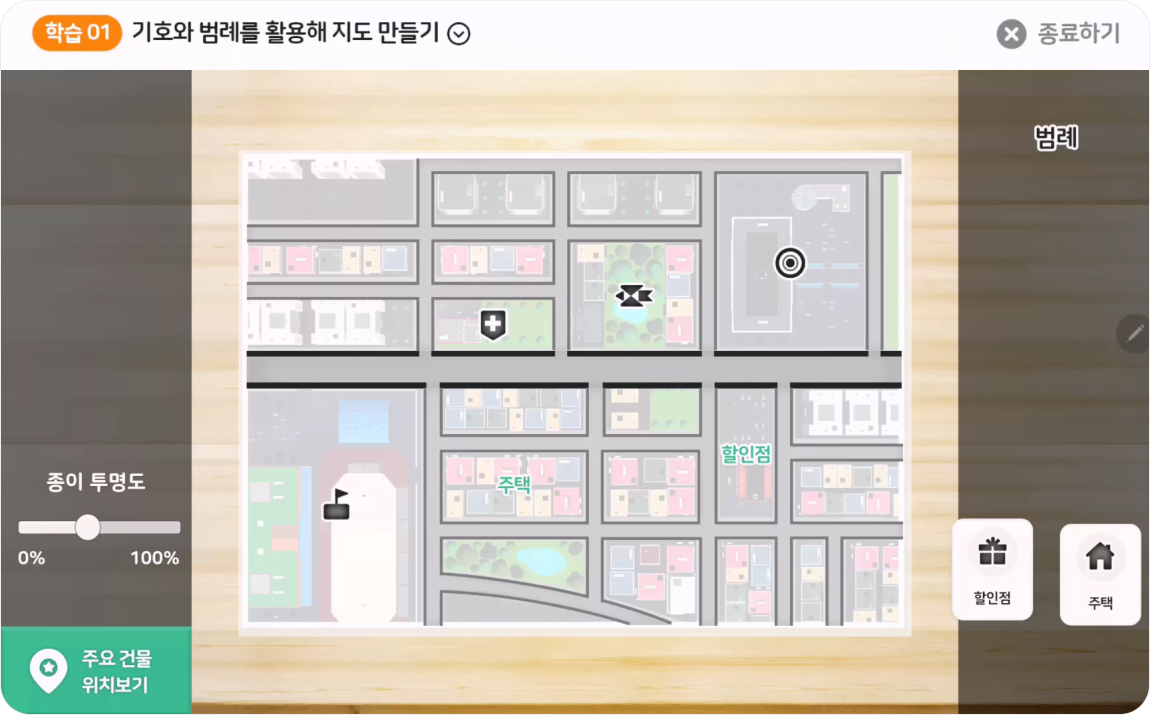 학습 01 기호와 범례를 활용해 지도 만들기
종료하기
범례
할인점
주택
종이 투명도
0% 100%
할인점
주택
주요 건물
위치보기